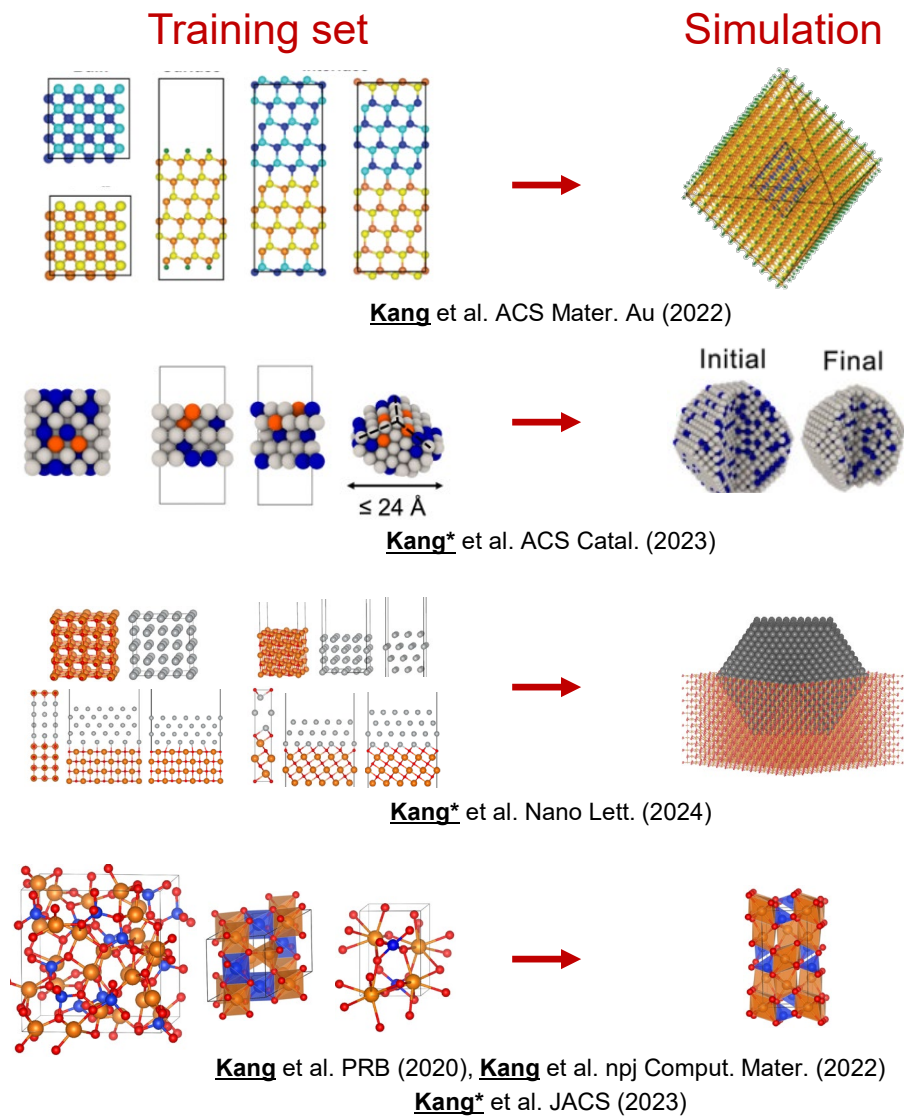 Training set
Simulation
Kang et al. ACS Mater. Au (2022)
Initial
Final
≤ 24 Å
Kang* et al. ACS Catal. (2023)
Kang* et al. Nano Lett. (2024)
Kang et al. PRB (2020), Kang et al. npj Comput. Mater. (2022)
Kang* et al. JACS (2023)